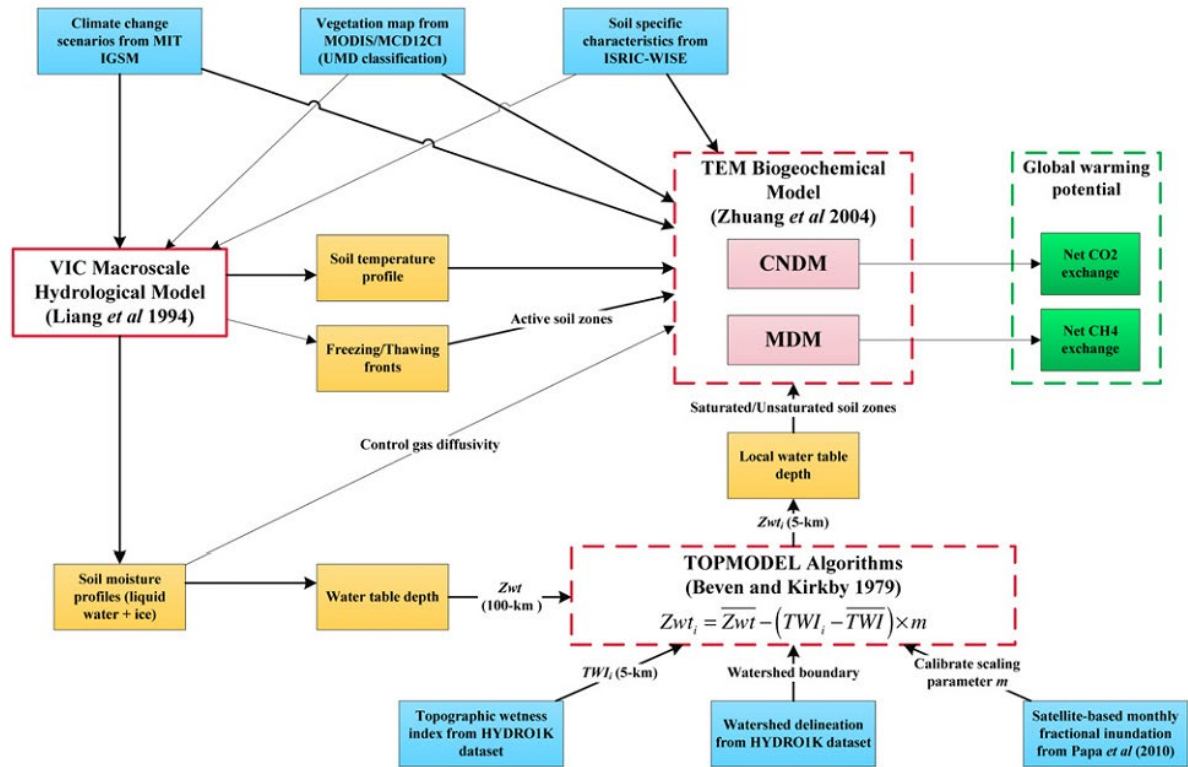 Climate change
scenarios from MIT
IGSM
Vegetation map from
MODIS/MCD12Cl
(UMD classification)
Soil specific
characteristics from
ISRIC-WISE
TEM Biogeochemical
Model
(Zhuang et al 2004)
Global warming
potential
VIC Macroscale
Hydrological Model
(Liang et al 1994)
Soil temperature
profile
CNDM
Net CO2
exchange
Active soil zones
Freezing/Thawing
fronts
MDM
Net CH4
exchange
Saturated/Unsaturated soil zones
Control gas diffusivity
Local water table
depth
Zwti (5-km)
Soil moisture
profiles (liquid
water + ice)
Water table depth
Zwt
(100-km )
TOPMODEL Algorithms
(Beven and Kirkby 1979)
Zwt_i = \overline{Zwt} − (TWI_i − \overline{TWI}) × m
TWIi (5-km)
Watershed boundary
Calibrate scaling
parameter m
Topographic wetness
index from HYDRO1K
dataset
Watershed delineation
from HYDRO1K dataset
Satellite-based monthly
fractional inundation
from Papa et al (2010)